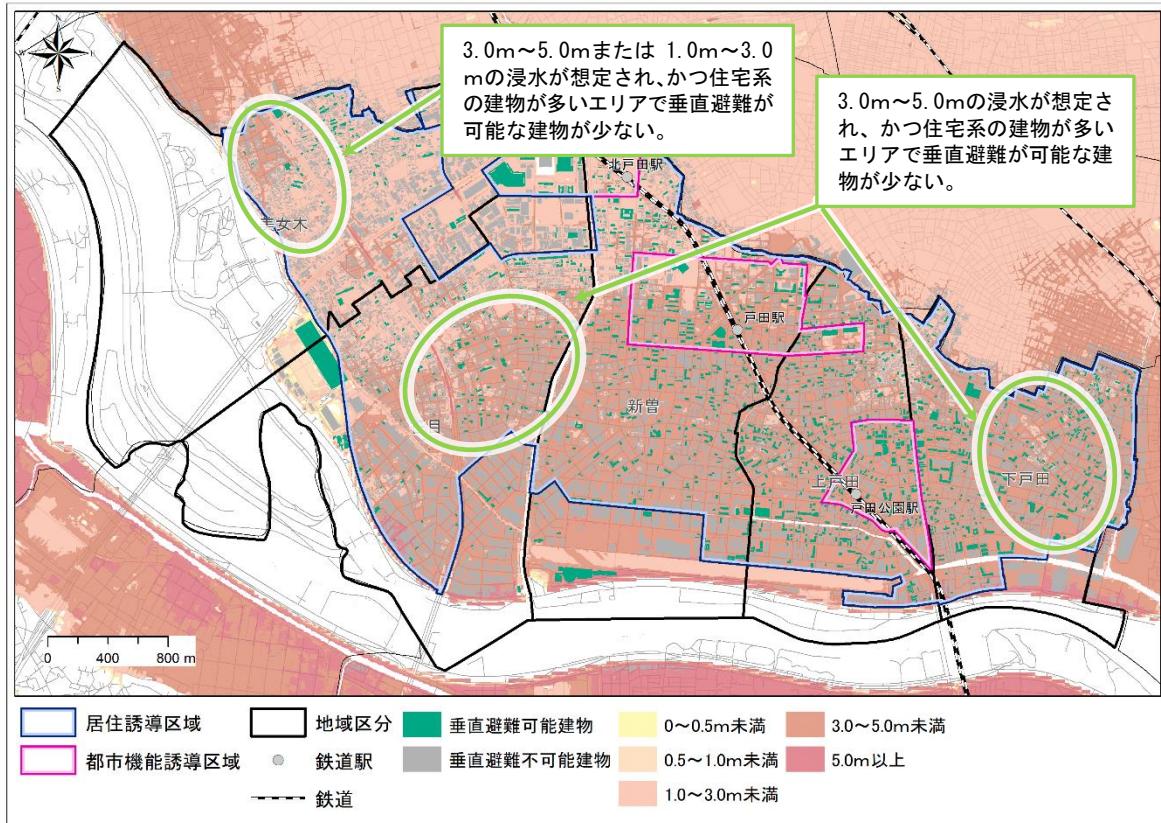 3.0m~5.0mまたは 1.0m~3.0
mの浸水が想定され、かつ住宅系
の建物が多いエリアで垂直避難が
可能な建物が少ない。
3.0m~5.0mの浸水が想定さ
れ、かつ住宅系の建物が多い
エリアで垂直避難が可能な建
物が少ない。
N
W
E
S
北戸田駅
女木
戸田駅
新曽
上戸田
戸田公園駅
下戸田
0 400 800 m
居住誘導区域
地域区分
垂直避難可能建物
0~0.5m未満
3.0~5.0m未満
都市機能誘導区域
鉄道駅
垂直避難不可能建物
0.5~1.0m未満
5.0m以上
鉄道
1.0~3.0m未満